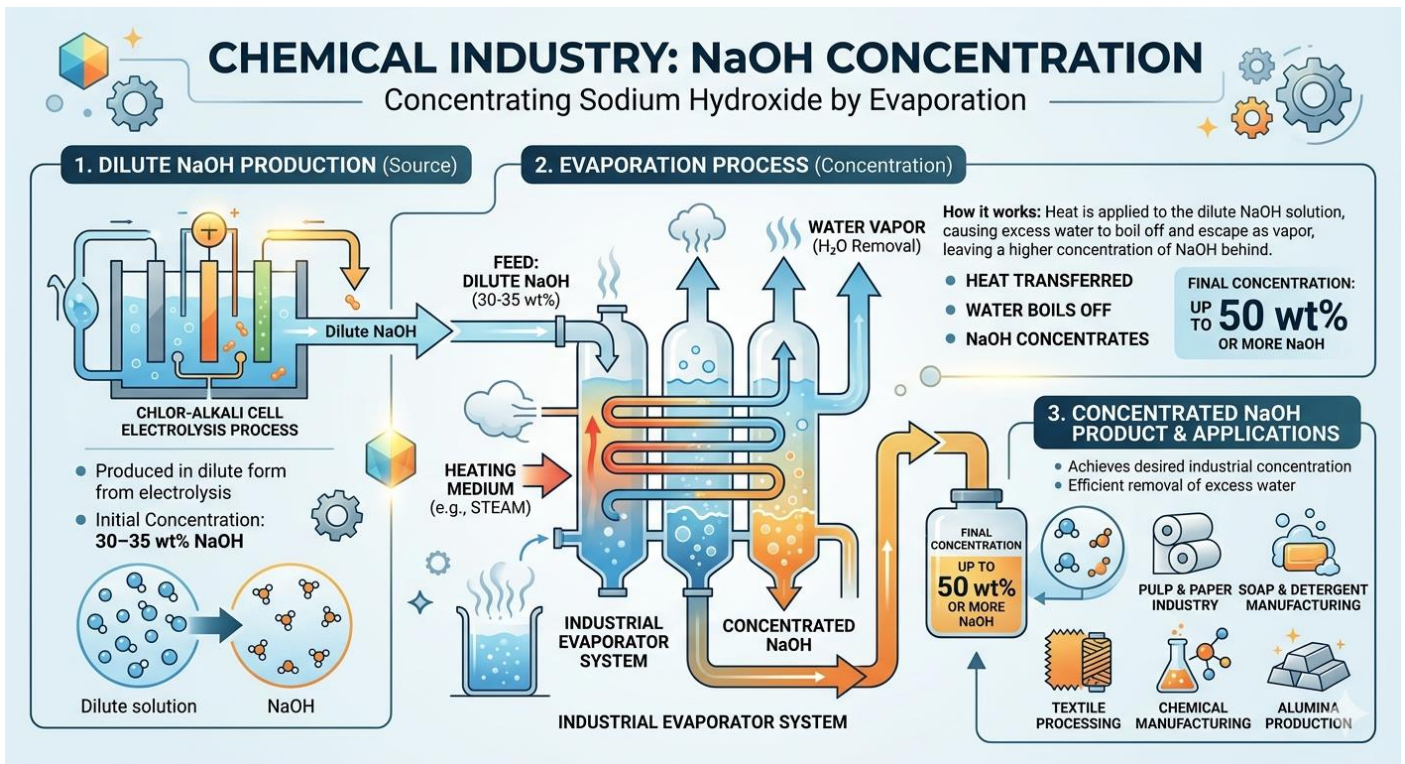 CHEMICAL INDUSTRY: NaOH CONCENTRATION
Concentrating Sodium Hydroxide by Evaporation
1. DILUTE NaOH PRODUCTION (Source)
− +
+
Dilute NaOH
CHLOR-ALKALI CELL
ELECTROLYSIS PROCESS
• Produced in dilute form
from electrolysis
• Initial Concentration:
30–35 wt% NaOH
Dilute solution
NaOH
2. EVAPORATION PROCESS (Concentration)
FEED:
DILUTE NaOH
(30-35 wt%)
WATER VAPOR
(H₂O Removal)
HEATING
MEDIUM
(e.g., STEAM)
INDUSTRIAL
EVAPORATOR
SYSTEM
CONCENTRATED
NaOH
INDUSTRIAL EVAPORATOR SYSTEM
How it works: Heat is applied to the dilute NaOH solution,
causing excess water to boil off and escape as vapor,
leaving a higher concentration of NaOH behind.
• HEAT TRANSFERRED
• WATER BOILS OFF
• NaOH CONCENTRATES
FINAL CONCENTRATION:
UP TO 50 wt%
OR MORE NaOH
3. CONCENTRATED NaOH
PRODUCT & APPLICATIONS
• Achieves desired industrial concentration
• Efficient removal of excess water
FINAL
CONCENTRATION
UP TO
50 wt%
OR MORE
NaOH
PULP & PAPER
INDUSTRY
SOAP & DETERGENT
MANUFACTURING
TEXTILE
PROCESSING
CHEMICAL
MANUFACTURING
ALUMINA
PRODUCTION